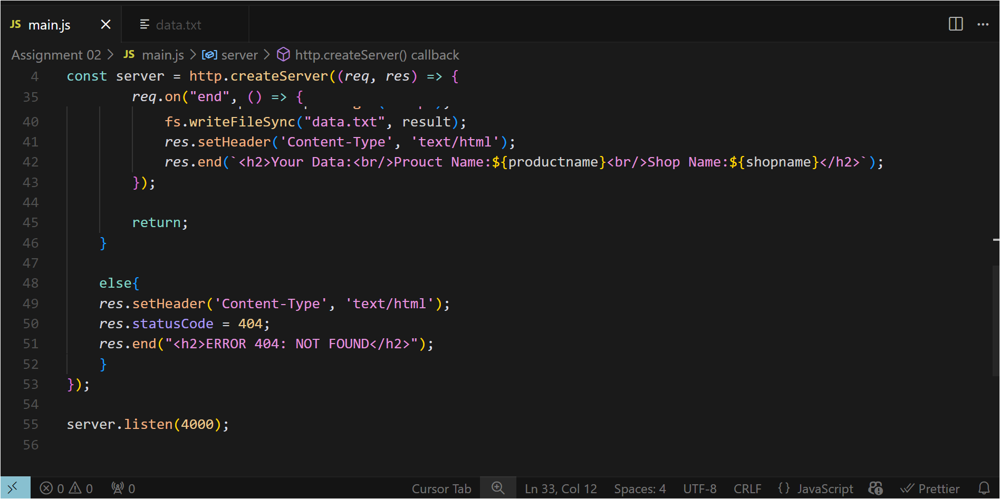 JS main.js
data.txt
Assignment 02 > JS main.js > server > http.createServer() callback
4 const server = http.createServer((req, res) => {
35 req.on("end", () => {
40 fs.writeFileSync("data.txt", result);
41 res.setHeader('Content-Type', 'text/html');
42 res.end(`<h2>Your Data:<br/>Prouct Name:${productname}<br/>Shop Name:${shopname}</h2>`);
43 });
44
45 return;
46 }
47
48 else{
49 res.setHeader('Content-Type', 'text/html');
50 res.statusCode = 404;
51 res.end("<h2>ERROR 404: NOT FOUND</h2>");
52 }
53 });
54
55 server.listen(4000);
56
0 0 0 Cursor Tab Ln 33, Col 12 Spaces: 4 UTF-8 CRLF {} JavaScript Prettier